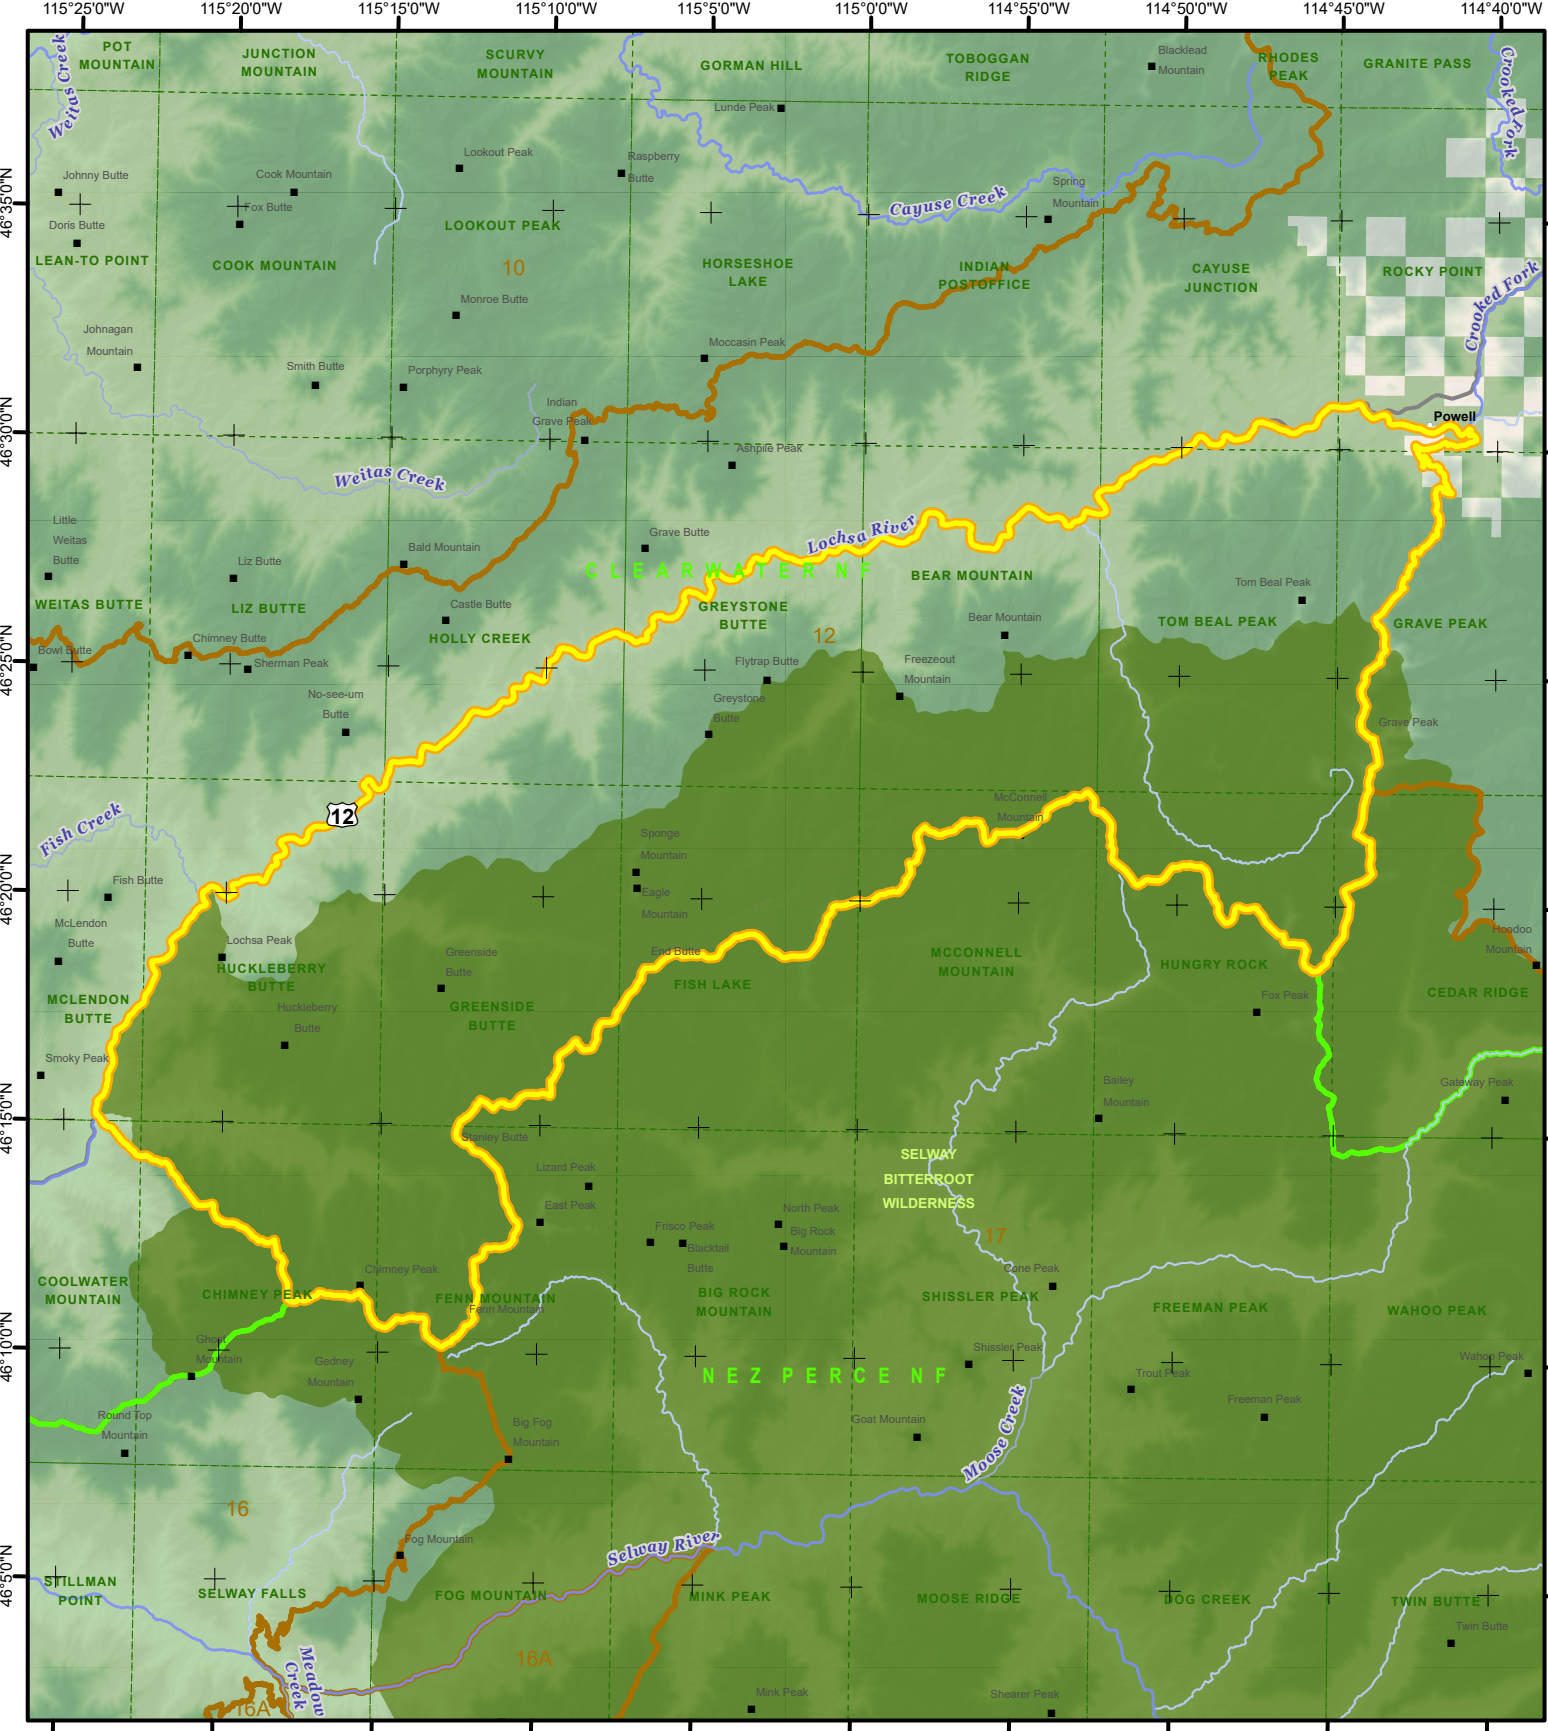 115°25'0"W 115°20'0"W 115°15'0"W 115°10'0"W 115°5'0"W 115°0'0"W 114°55'0"W 114°50'0"W 114°45'0"W 114°40'0"W
POT
MOUNTAIN
JUNCTION
MOUNTAIN
SCURVY
MOUNTAIN
GORMAN HILL
TOBOGGAN
RIDGE
Blacklead
Mountain
RHODES
PEAK
GRANITE PASS
Weitas Creek
Crooked Fork
Lunde Peak
Lookout Peak
Raspberry
Butte
Johnny Butte
Cook Mountain
Fox Butte
Spring
Mountain
Cayuse Creek
46°35'0"N
Doris Butte
LEAN-TO POINT
COOK MOUNTAIN
LOOKOUT PEAK
10
HORSESHOE
LAKE
INDIAN
POSTOFFICE
CAYUSE
JUNCTION
ROCKY POINT
Crooked Fork
Monroe Butte
Johnagan
Mountain
Smith Butte
Porphyry Peak
Moccasin Peak
Indian
Grave Peak
Powell
46°30'0"N
Ashpile Peak
Weitas Creek
Little
Weitas
Butte
Liz Butte
Bald Mountain
Grave Butte
Lochsa River
CLEARWATER NF
BEAR MOUNTAIN
Tom Beal Peak
WEITAS BUTTE
LIZ BUTTE
Castle Butte
HOLLY CREEK
GREYSTONE
BUTTE
12
Bear Mountain
TOM BEAL PEAK
GRAVE PEAK
46°25'0"N
Bowl Butte
Chimney Butte
Sherman Peak
Flytrap Butte
Freezeout
Mountain
No-see-um
Butte
Greystone
Butte
Grave Peak
12
McConnell
Mountain
Fish Creek
Sponge
Mountain
Eagle
Mountain
46°20'0"N
Fish Butte
McLendon
Butte
Lochsa Peak
HUCKLEBERRY
BUTTE
Greenside
Butte
End Butte
FISH LAKE
MCCONNELL
MOUNTAIN
HUNGRY ROCK
Hoodoo
Mountain
MCLENDON
BUTTE
Huckleberry
Butte
GREENSIDE
BUTTE
Fox Peak
CEDAR RIDGE
Smoky Peak
Bailey
Mountain
Gateway Peak
46°15'0"N
Stanley Butte
Lizard Peak
East Peak
SELWAY
BITTERROOT
WILDERNESS
North Peak
Big Rock
Mountain
Frisco Peak
Blacktail
Butte
17
COOLWATER
MOUNTAIN
CHIMNEY PEAK
Chimney Peak
FENN MOUNTAIN
Fenn Mountain
BIG ROCK
MOUNTAIN
Cone Peak
SHISSLER PEAK
FREEMAN PEAK
WAHOO PEAK
46°10'0"N
Ghost
Mountain
Gedney
Mountain
NEZ PERCE NF
Shissler Peak
Trout Peak
Freeman Peak
Wahoo Peak
Round Top
Mountain
Big Fog
Mountain
Goat Mountain
Moose Creek
16
Fog Mountain
Selway River
46°5'0"N
STILLMAN
POINT
SELWAY FALLS
FOG MOUNTAIN
MINK PEAK
MOOSE RIDGE
DOG CREEK
TWIN BUTTE
Twin Butte
Meadow
Creek
16A
16A
Mink Peak
Shearer Peak